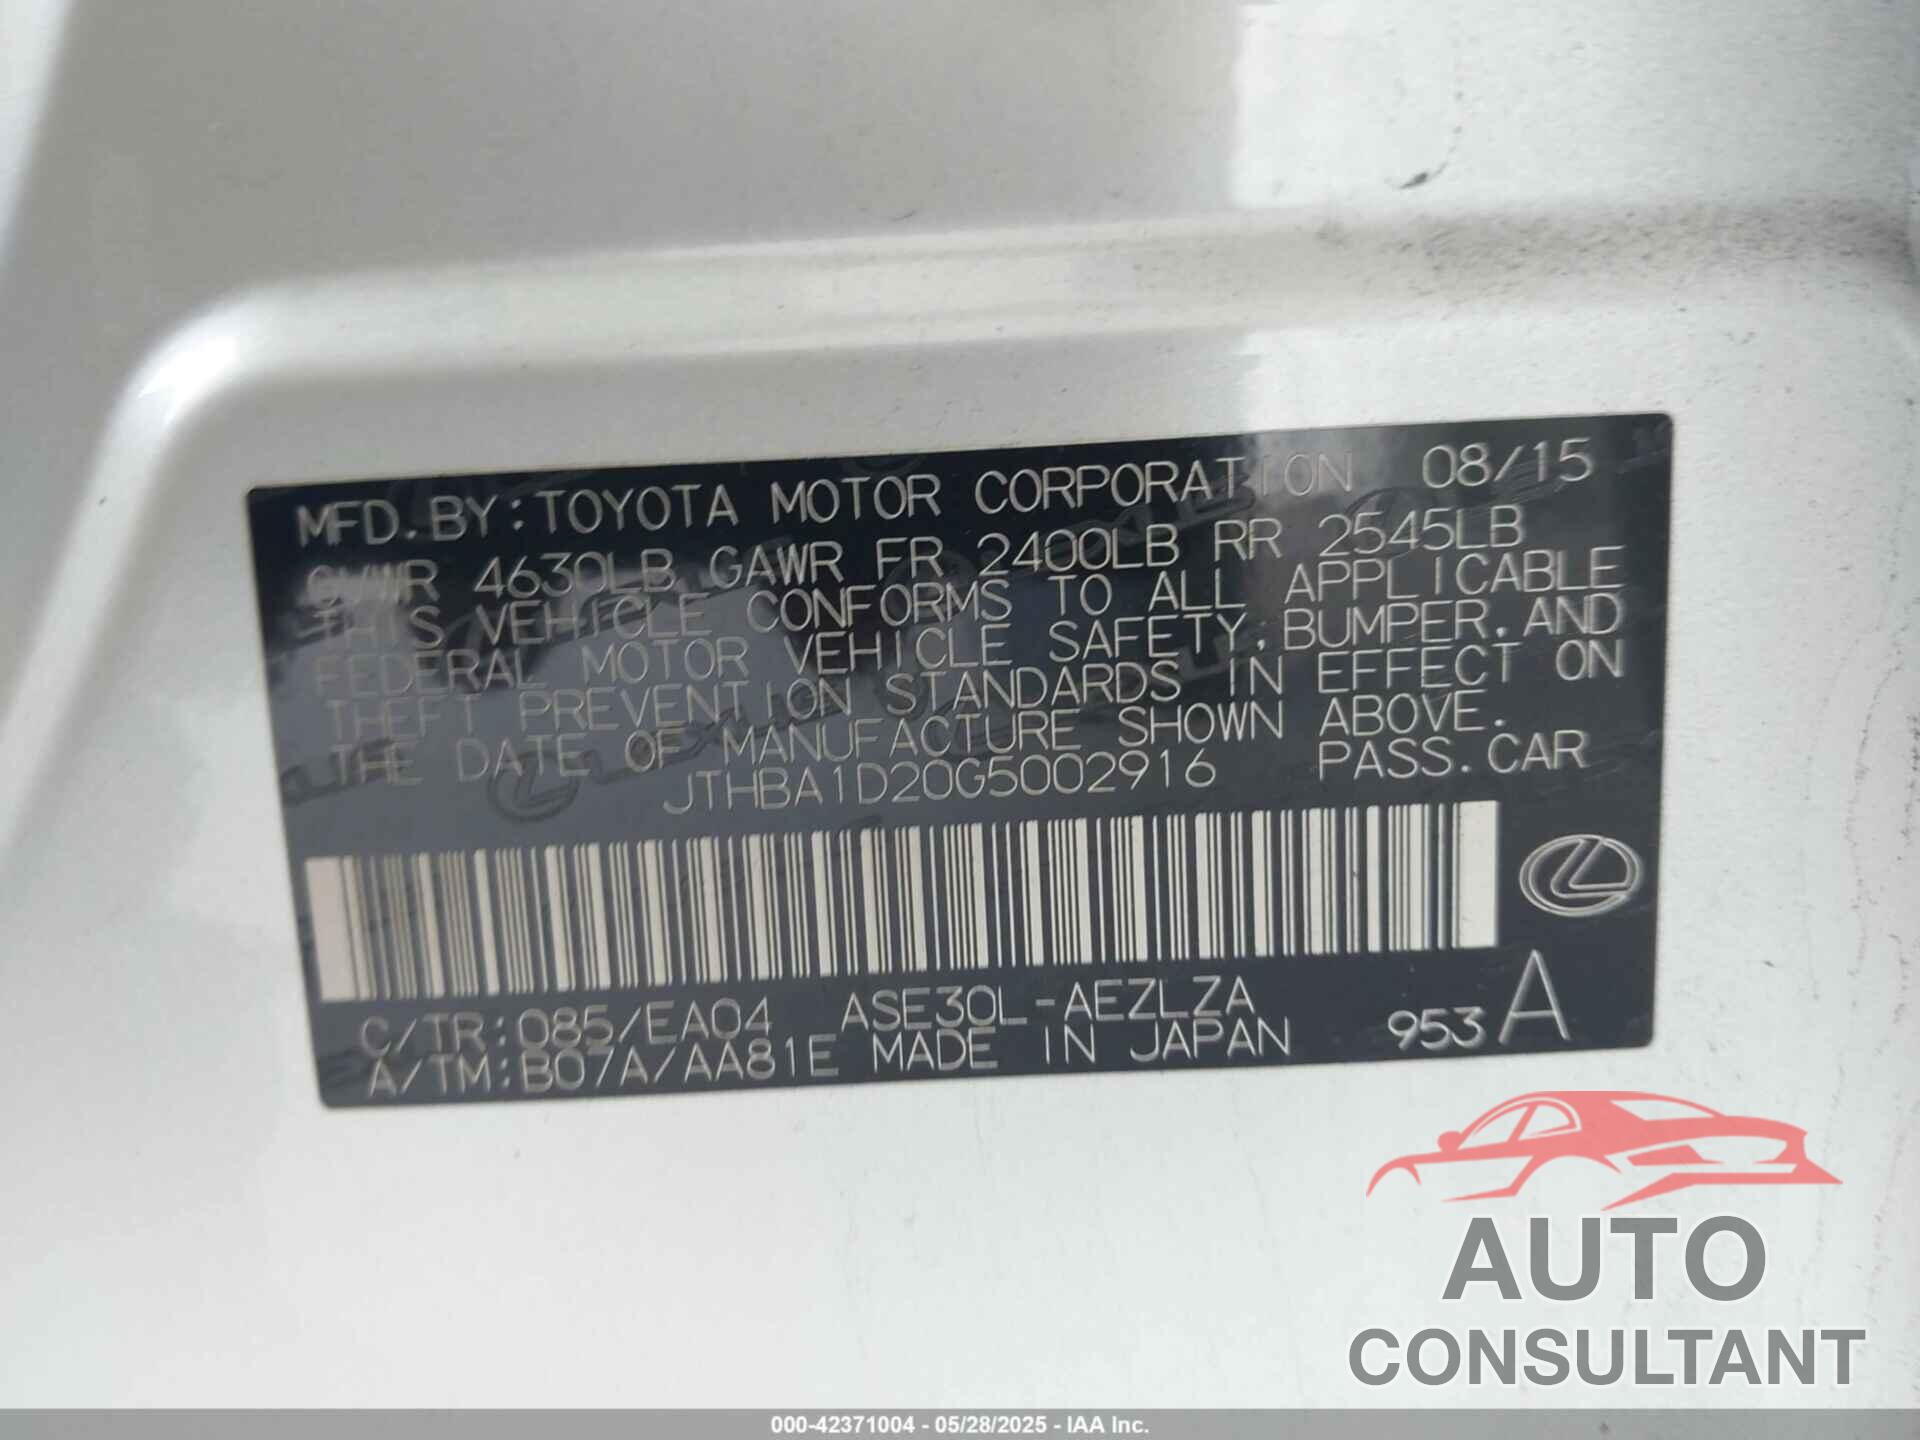 MFD. BY: TOYOTA MOTOR CORPORATION 08/15
GVWR 4630LB GAWR FR 2400LB RR 2545LB
THIS VEHICLE CONFORMS TO ALL APPLICABLE
FEDERAL MOTOR VEHICLE SAFETY, BUMPER, AND
THEFT PREVENTION STANDARDS IN EFFECT ON
THE DATE OF MANUFACTURE SHOWN ABOVE.
JTHBA1D20G5002916 PASS. CAR
C/TR: 085/EA04 ASE30L-AEZLZA
A/TM: B07A/AA81E MADE IN JAPAN 953 A
AUTO
CONSULTANT
000-42371004 - 05/28/2025 - IAA Inc.